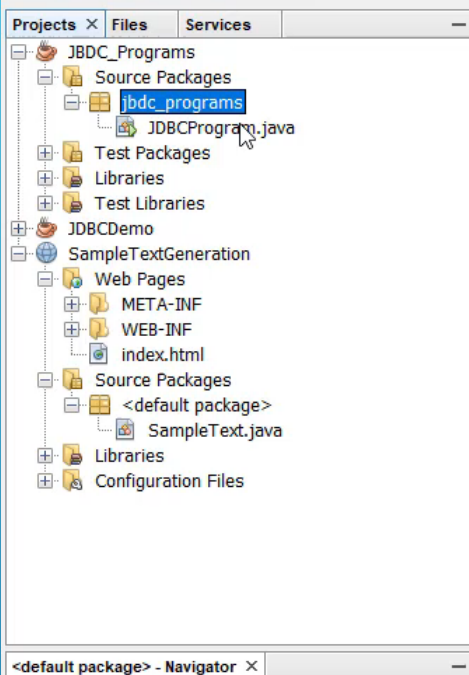 Projects Files Services
JBDC_Programs
Source Packages
jbdc_programs
JDBCProgram.java
Test Packages
Libraries
Test Libraries
JDBCDemo
SampleTextGeneration
Web Pages
META-INF
WEB-INF
index.html
Source Packages
<default package>
SampleText.java
Libraries
Configuration Files
<default package> - Navigator